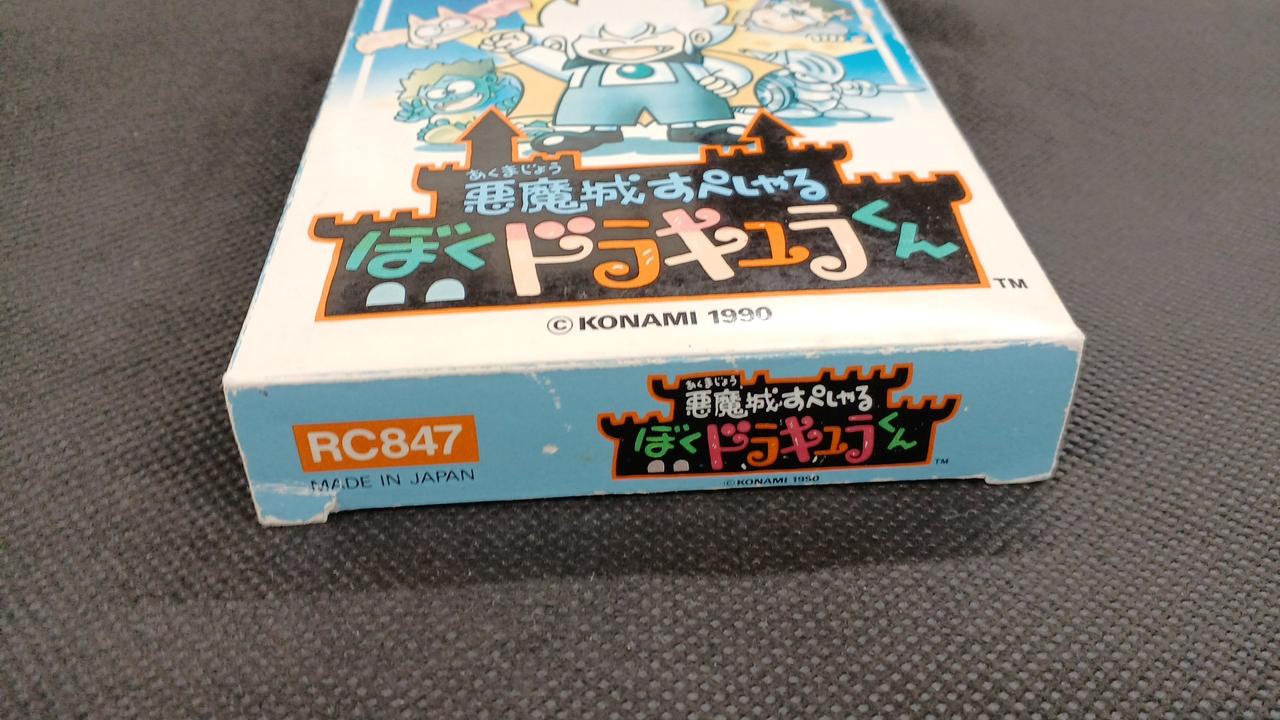 あくまじょう
悪魔城すぺしゃる
ぼくドラキュラくん
TM
© KONAMI 1990
RC847
MADE IN JAPAN
あくまじょう
悪魔城すぺしゃる
ぼくドラキュラくん
TM
© KONAMI 1990